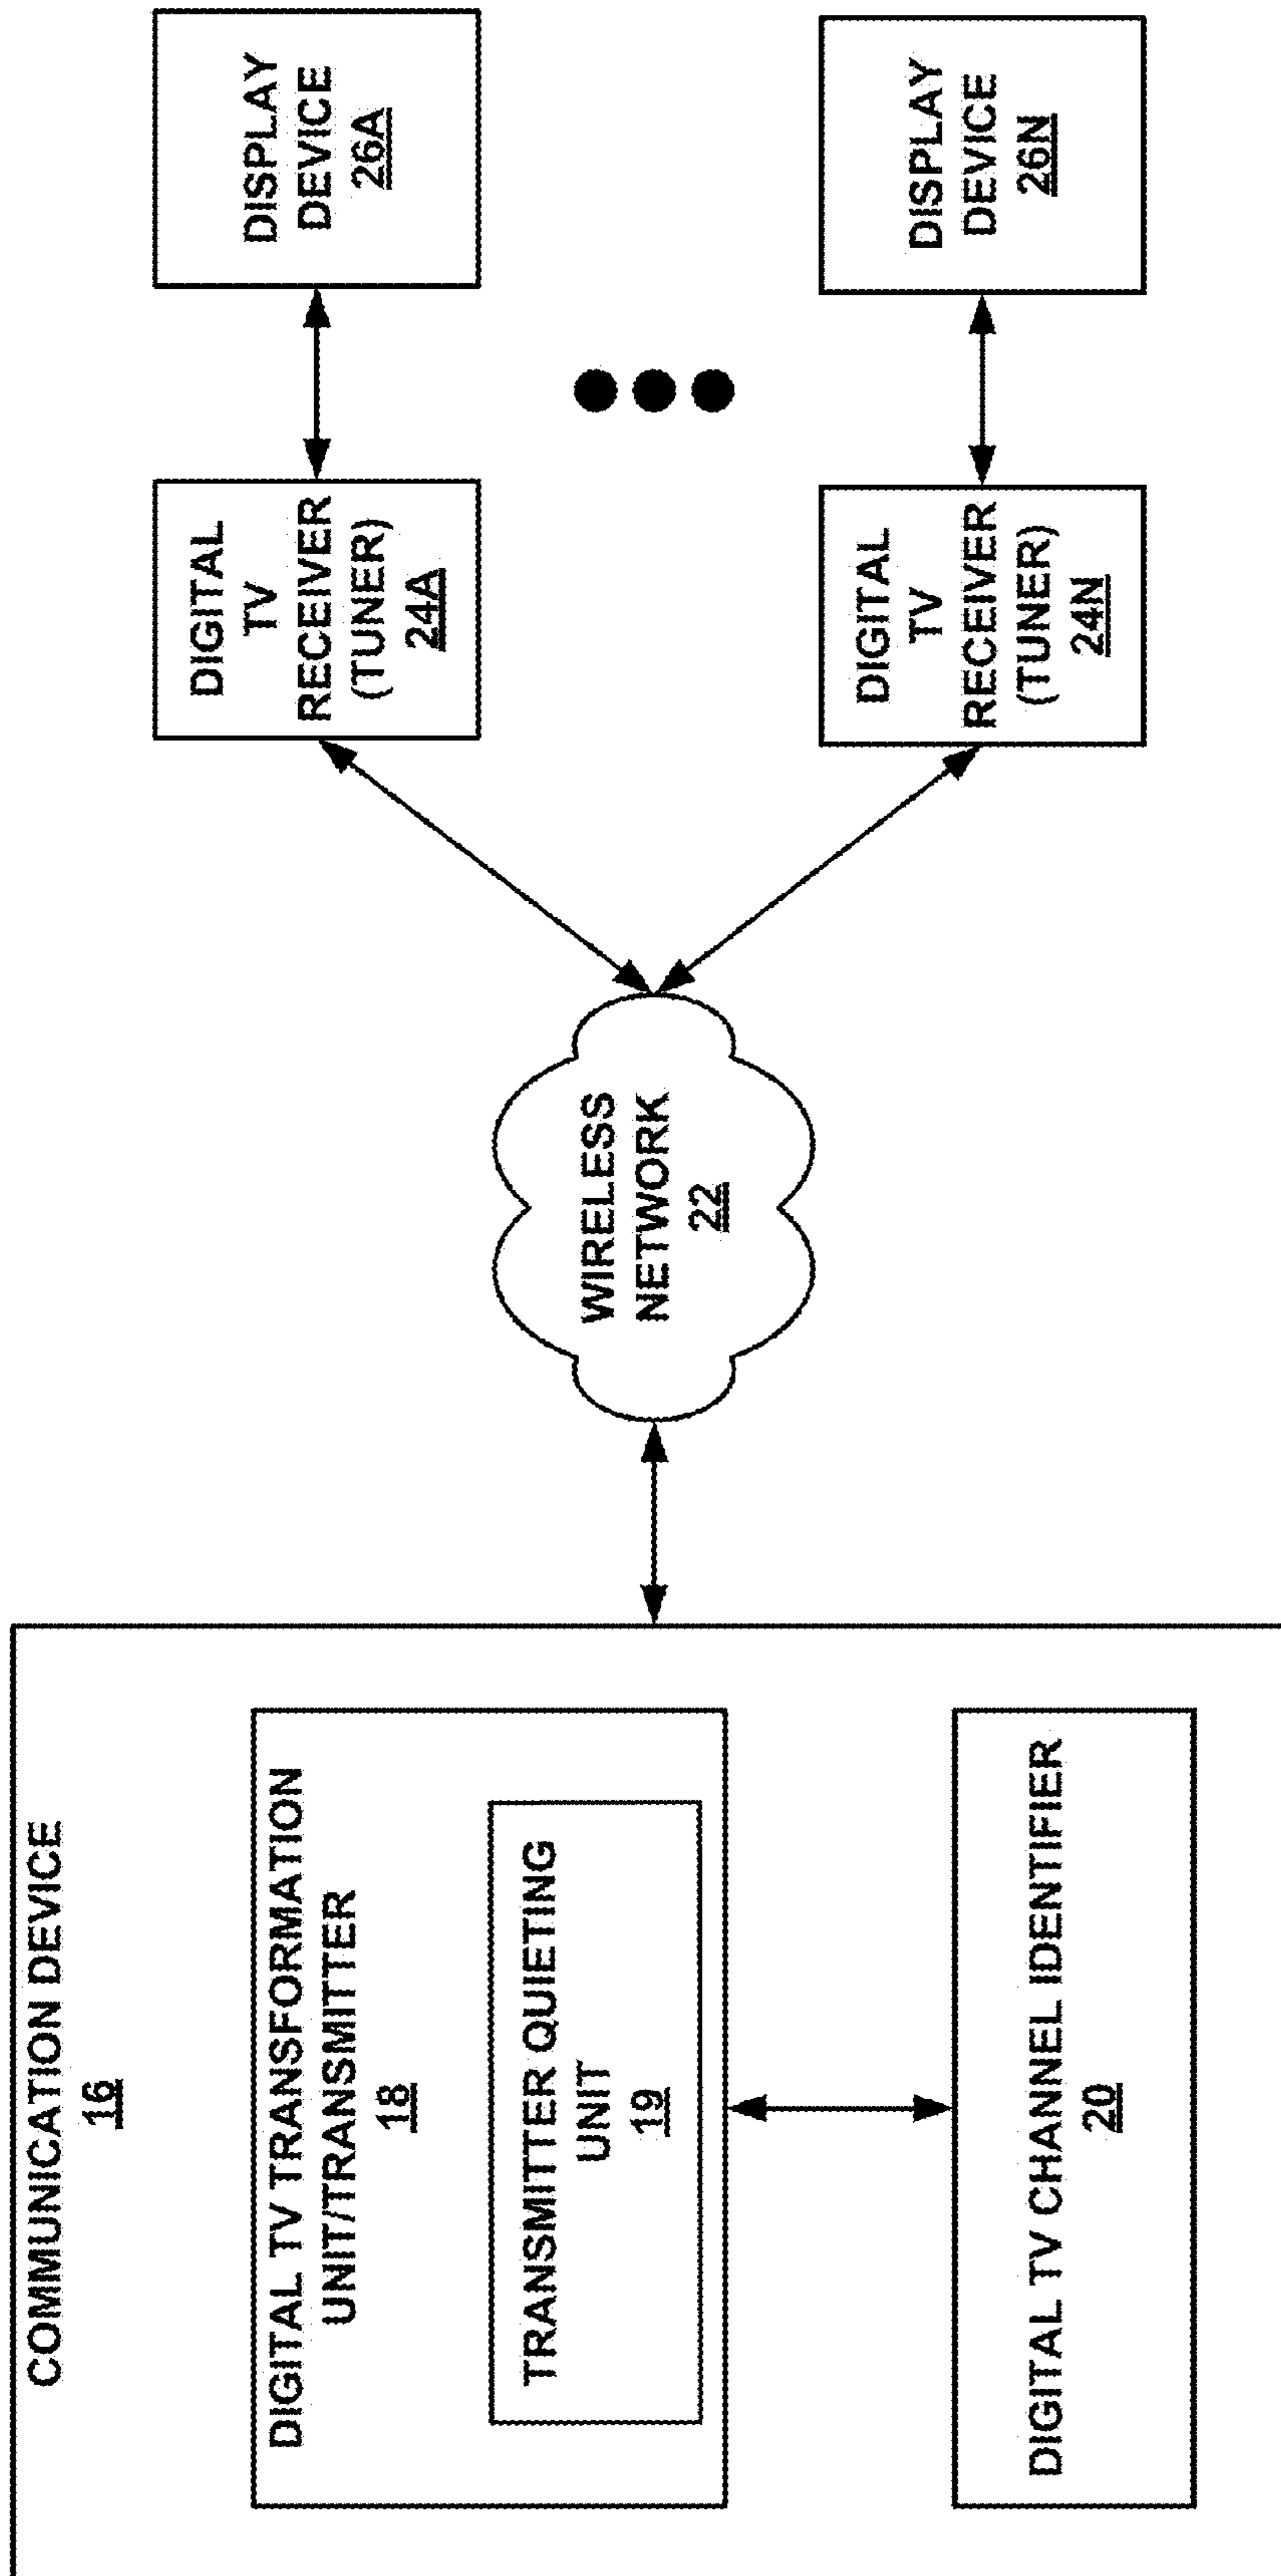 COMMUNICATION DEVICE
16
DIGITAL TV TRANSFORMATION
UNIT/TRANSMITTER
18
TRANSMITTER QUIETING
UNIT
19
DIGITAL TV CHANNEL IDENTIFIER
20
WIRELESS
NETWORK
22
DIGITAL
TV
RECEIVER
(TUNER)
24A
DISPLAY
DEVICE
26A
DIGITAL
TV
RECEIVER
(TUNER)
24N
DISPLAY
DEVICE
26N